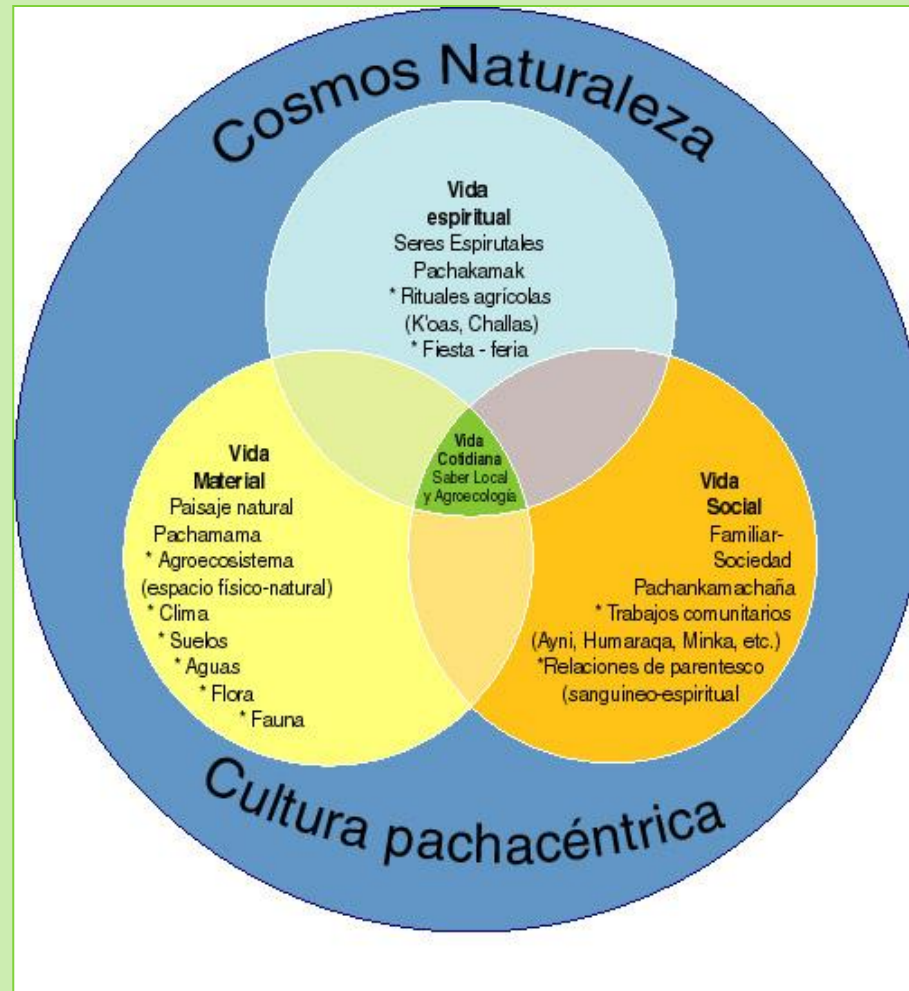 Cosmos Naturaleza
Vida
espiritual
Seres Espirutales
Pachakamak
* Rituales agrícolas
(K'oas, Challas)
* Fiesta - feria
Vida
Cotidiana
Saber Local
y Agroecología
Vida
Material
Paisaje natural
Pachamama
* Agroecosistema
(espacio físico-natural)
* Clima
* Suelos
* Aguas
* Flora
* Fauna
Vida
Social
Familiar-
Sociedad
Pachankamachaña
* Trabajos comunitarios
(Ayni, Humaraqa, Minka, etc.)
*Relaciones de parentesco
(sanguineo-espiritual
Cultura pachacéntrica